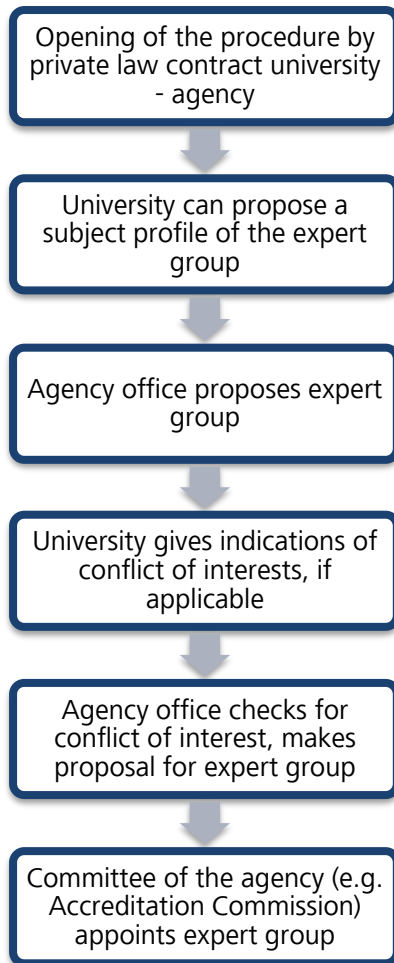 Opening of the procedure by
private law contract university
- agency
University can propose a
subject profile of the expert
group
Agency office proposes expert
group
University gives indications of
conflict of interests, if
applicable
Agency office checks for
conflict of interest, makes
proposal for expert group
Committee of the agency (e.g.
Accreditation Commission)
appoints expert group